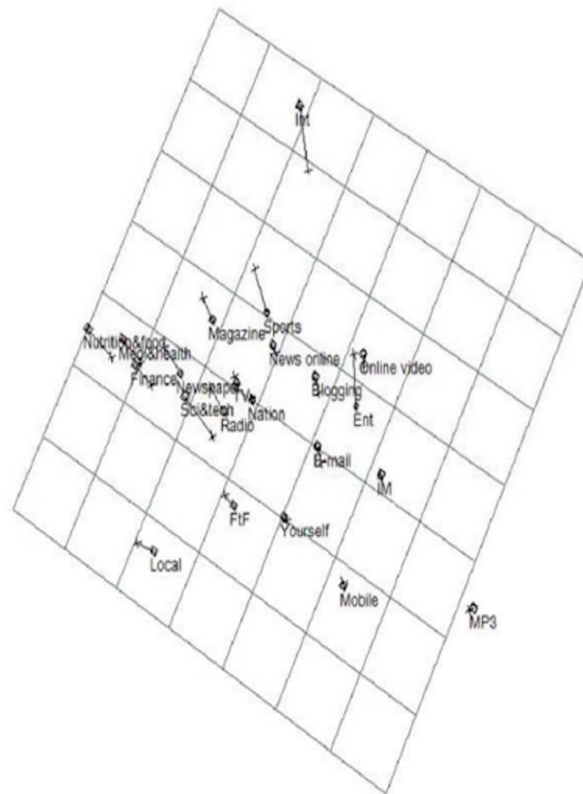 Int
Sports
Magazine
Nutrition&food
Med&health
News online
Online video
Finance
Newspaper
TV
Blogging
Sci&tech
Nation
Radio
Ent
E-mail
IM
FtF
Yourself
Local
Mobile
MP3